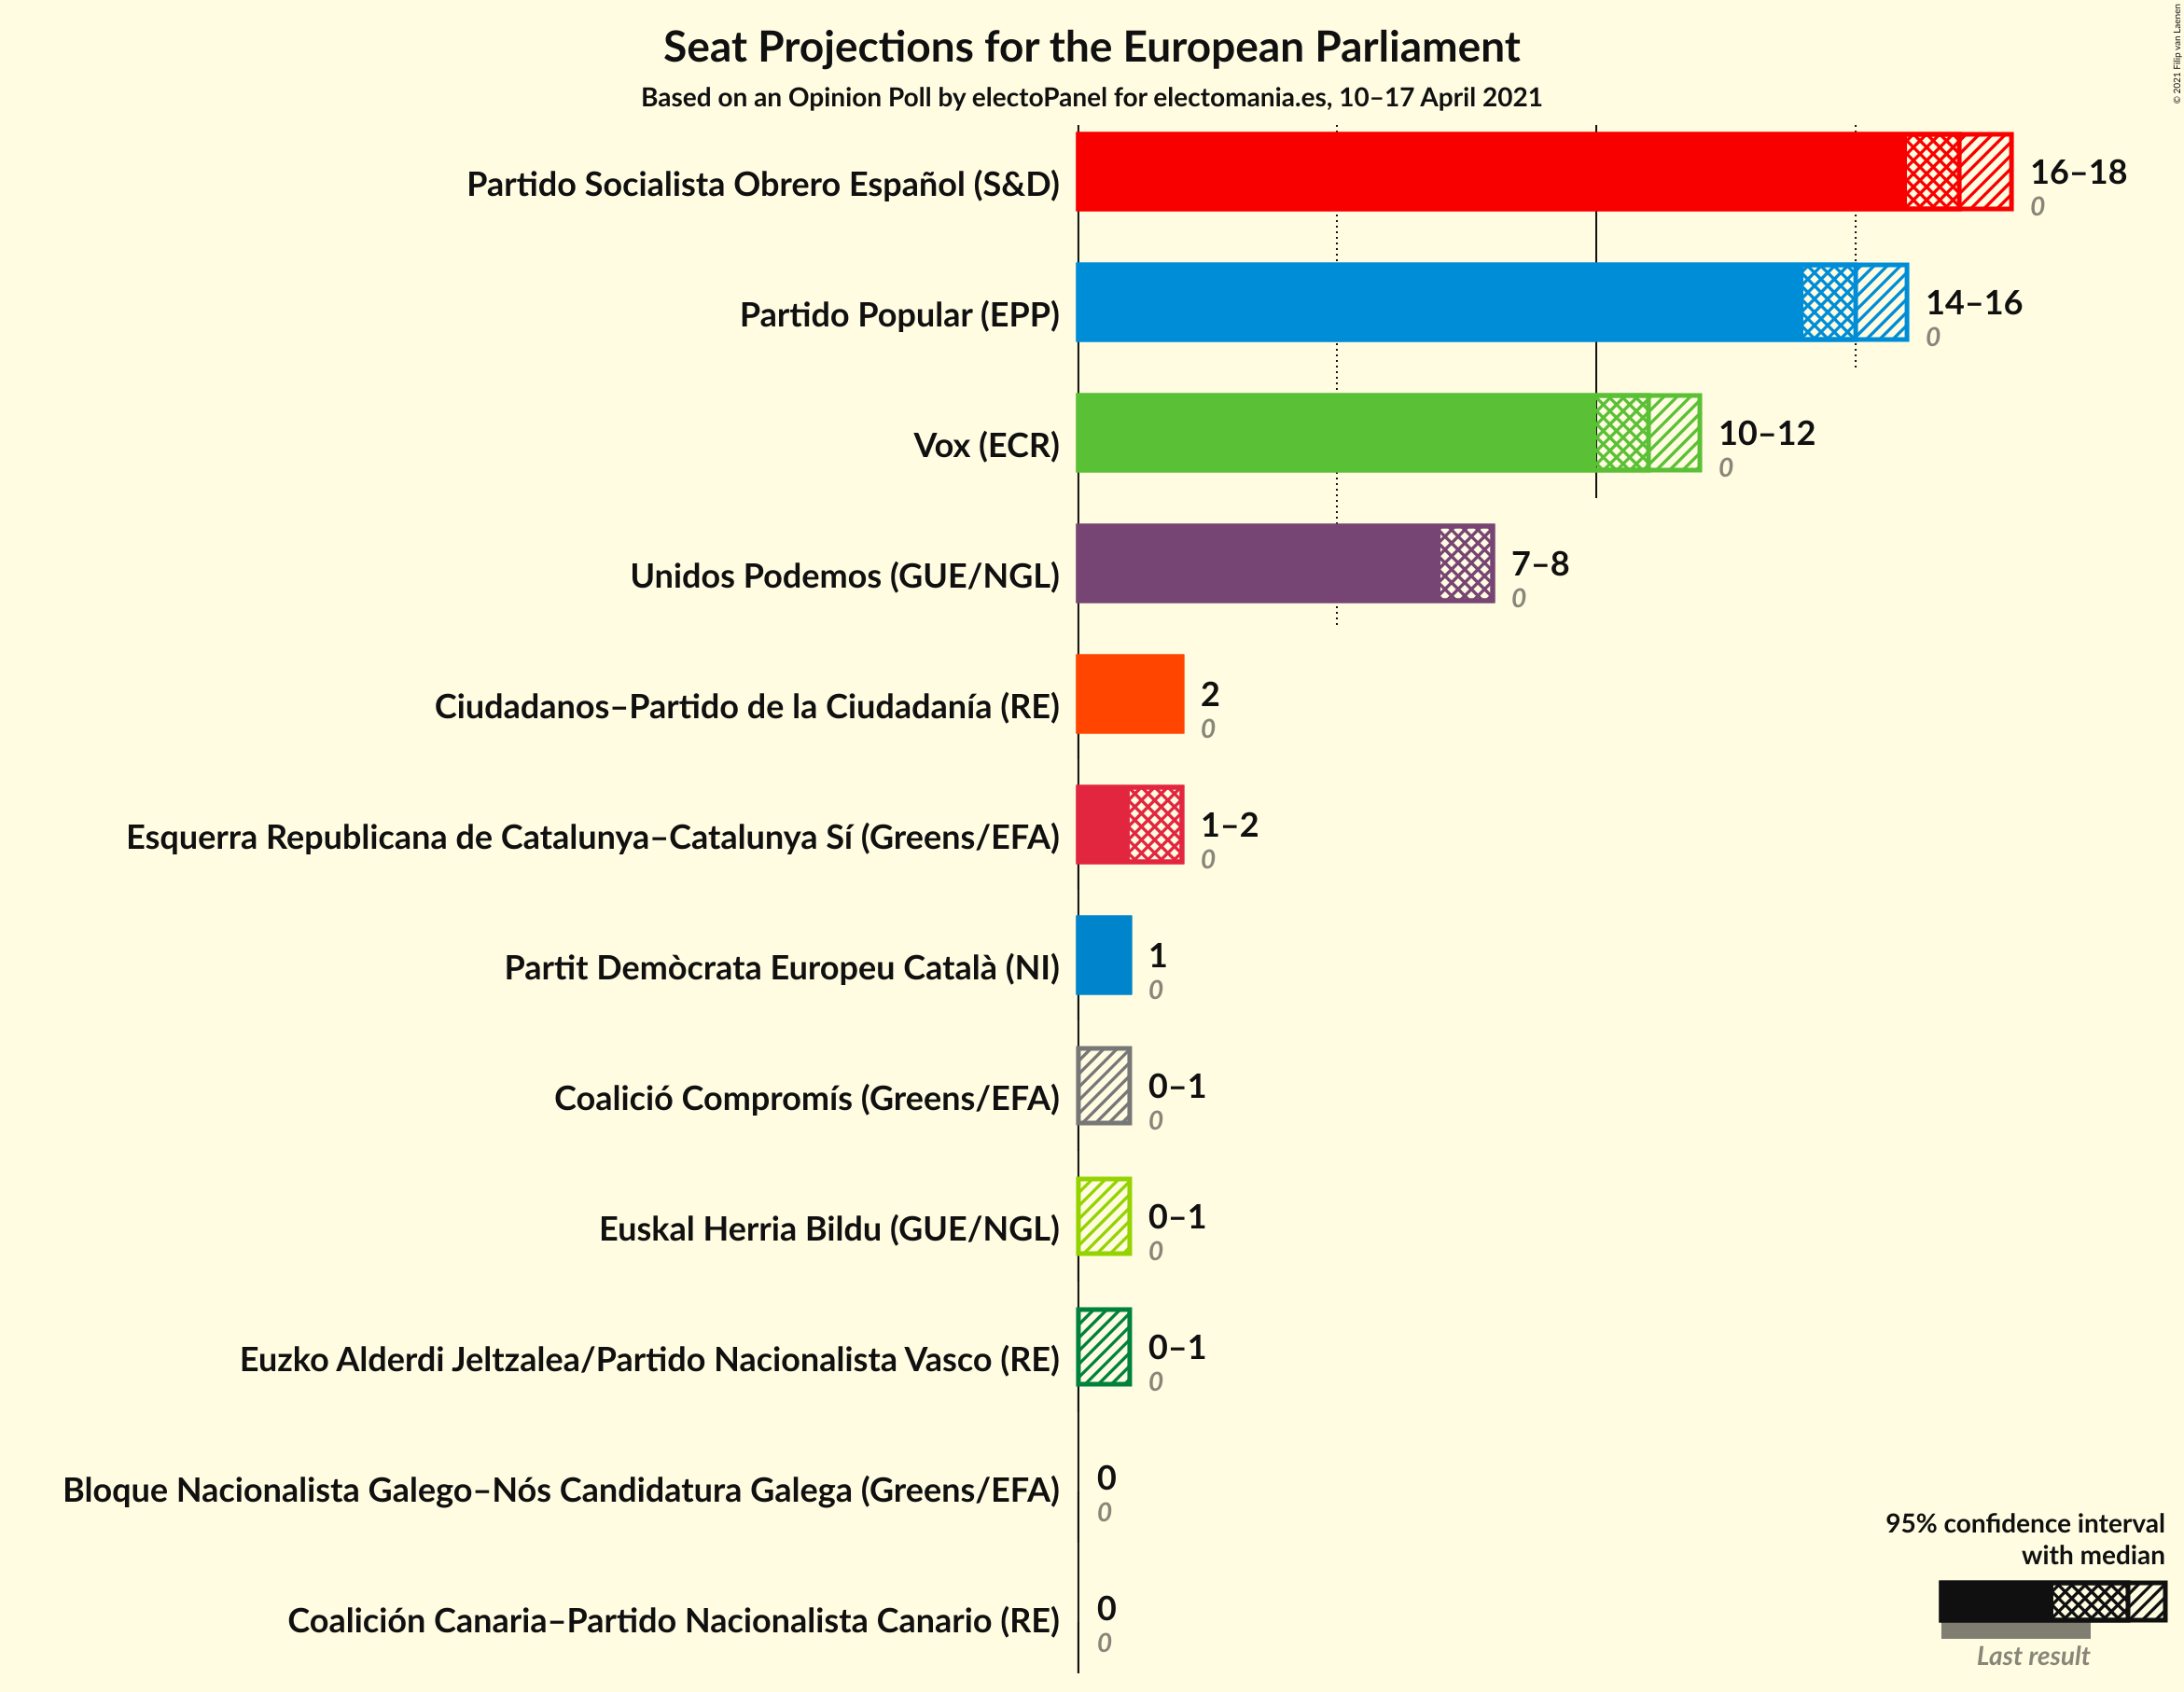 Seat Projections for the European Parliament
Based on an Opinion Poll by electoPanel for electomania.es, 10–17 April 2021
© 2021 Filip van Laenen
Partido Socialista Obrero Español (S&D)
16–18
0
Partido Popular (EPP)
14–16
0
Vox (ECR)
10–12
0
Unidos Podemos (GUE/NGL)
7–8
0
Ciudadanos–Partido de la Ciudadanía (RE)
2
0
Esquerra Republicana de Catalunya–Catalunya Sí (Greens/EFA)
1–2
0
Partit Demòcrata Europeu Català (NI)
1
0
Coalició Compromís (Greens/EFA)
0–1
0
Euskal Herria Bildu (GUE/NGL)
0–1
0
Euzko Alderdi Jeltzalea/Partido Nacionalista Vasco (RE)
0–1
0
Bloque Nacionalista Galego–Nós Candidatura Galega (Greens/EFA)
0
0
Coalición Canaria–Partido Nacionalista Canario (RE)
0
0
95% confidence interval
with median
Last result